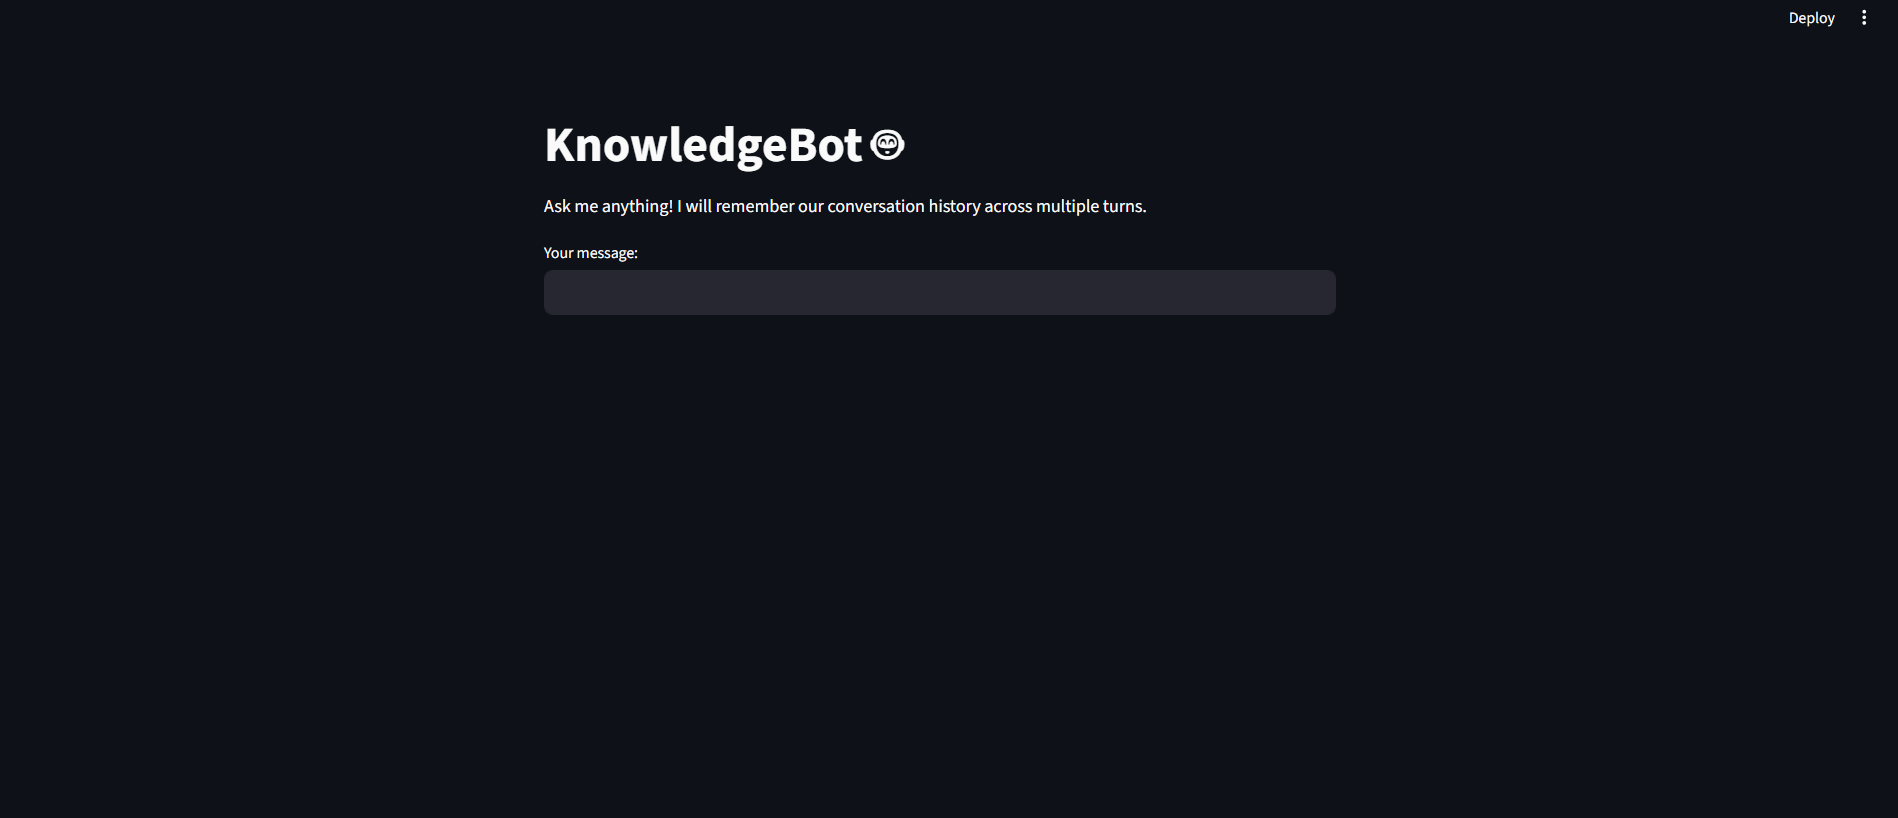 Deploy
KnowledgeBot
Ask me anything! I will remember our conversation history across multiple turns.
Your message: